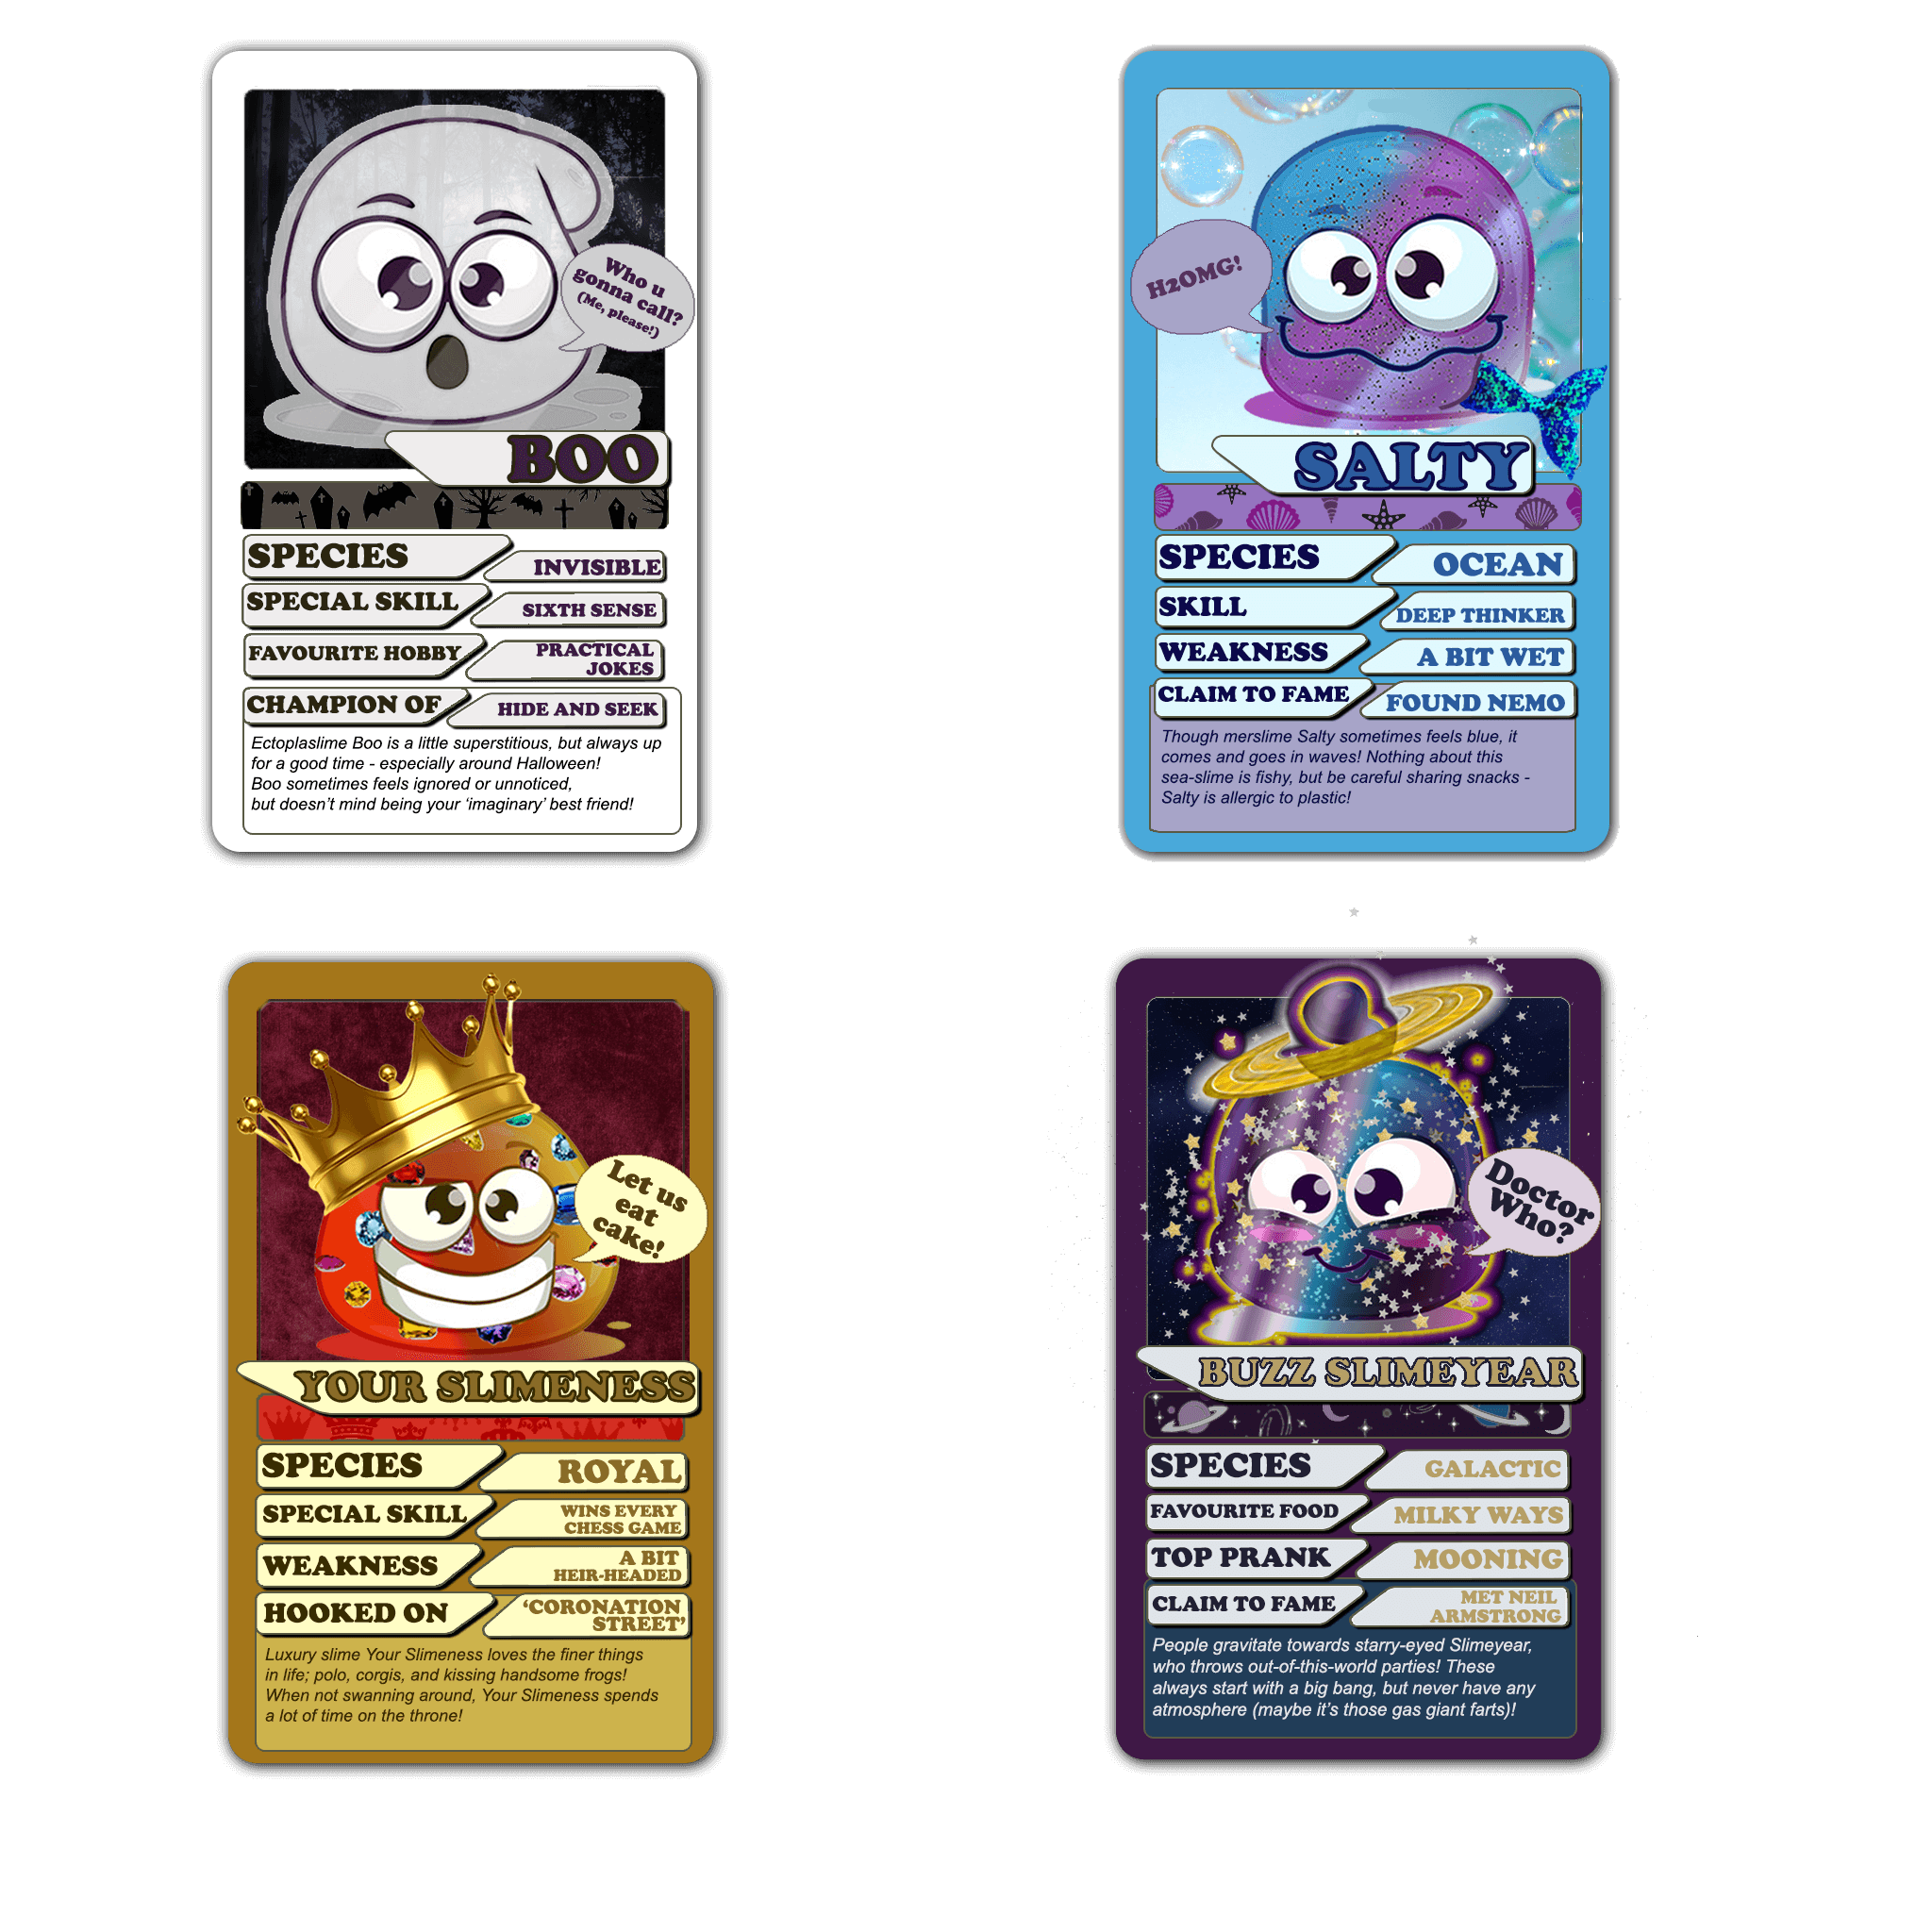 Who u
gonna call?
(Me, please!)
BOO
SPECIES
INVISIBLE
SPECIAL SKILL
SIXTH SENSE
FAVOURITE HOBBY
PRACTICAL
JOKES
CHAMPION OF
HIDE AND SEEK
Ectoplaslime Boo is a little superstitious, but always up
for a good time - especially around Halloween!
Boo sometimes feels ignored or unnoticed,
but doesn’t mind being your ‘imaginary’ best friend!
H2OMG!
SALTY
SPECIES
OCEAN
SKILL
DEEP THINKER
WEAKNESS
A BIT WET
CLAIM TO FAME
FOUND NEMO
Though merslime Salty sometimes feels blue, it
comes and goes in waves! Nothing about this
sea-slime is fishy, but be careful sharing snacks -
Salty is allergic to plastic!
Let us
eat
cake!
YOUR SLIMENESS
SPECIES
ROYAL
SPECIAL SKILL
WINS EVERY
CHESS GAME
WEAKNESS
A BIT
HEIR-HEADED
HOOKED ON
‘CORONATION
STREET’
Luxury slime Your Slimeness loves the finer things
in life; polo, corgis, and kissing handsome frogs!
When not swanning around, Your Slimeness spends
a lot of time on the throne!
Doctor
Who?
BUZZ SLIMEYEAR
SPECIES
GALACTIC
FAVOURITE FOOD
MILKY WAYS
TOP PRANK
MOONING
CLAIM TO FAME
MET NEIL
ARMSTRONG
People gravitate towards starry-eyed Slimeyear,
who throws out-of-this-world parties! These
always start with a big bang, but never have any
atmosphere (maybe it’s those gas giant farts)!